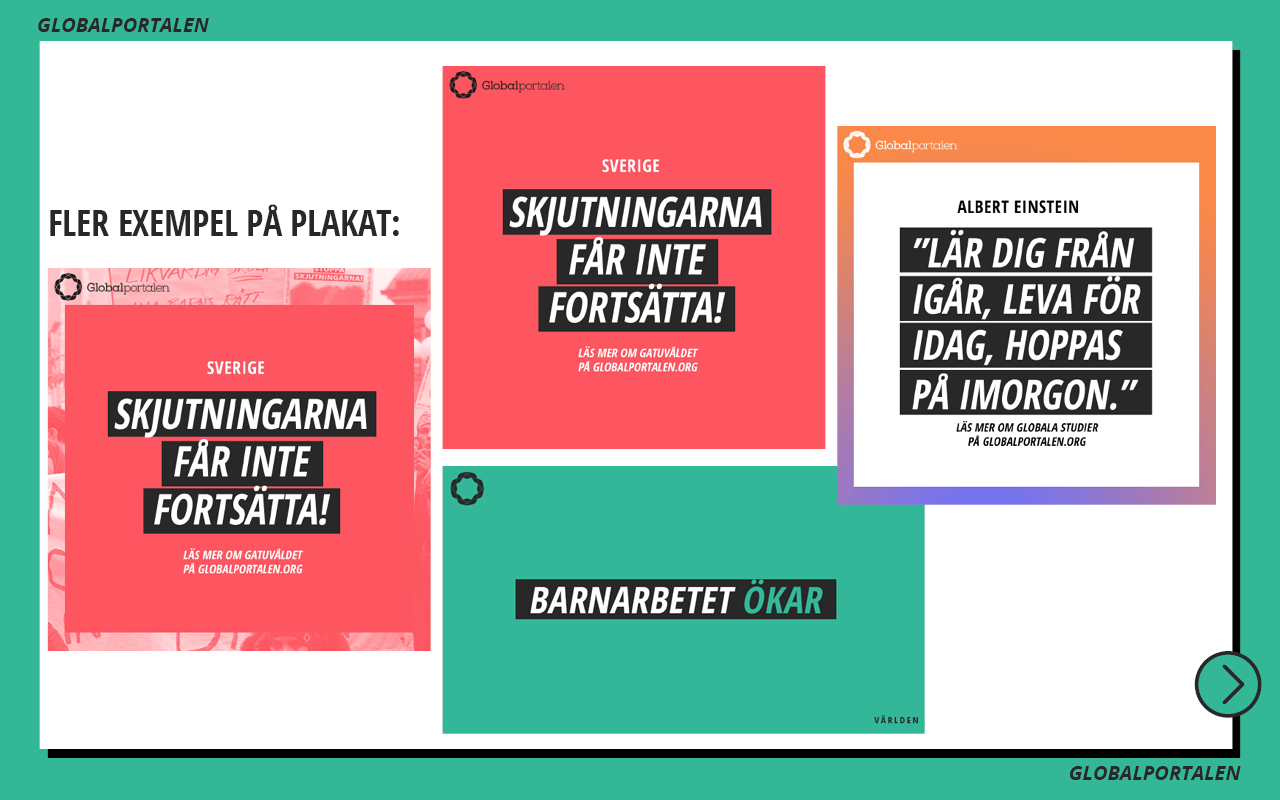 GLOBALPORTALEN
FLER EXEMPEL PÅ PLAKAT:
Globalportalen
STOPPA
SKJUTNINGARNA!
SVERIGE
SKJUTNINGARNA
FÅR INTE
FORTSÄTTA!
LÄS MER OM GATUVÅLDET
PÅ GLOBALPORTALEN.ORG
Globalportalen
SVERIGE
SKJUTNINGARNA
FÅR INTE
FORTSÄTTA!
LÄS MER OM GATUVÅLDET
PÅ GLOBALPORTALEN.ORG
BARNARBETET ÖKAR
VÄRLDEN
Globalportalen
ALBERT EINSTEIN
”LÄR DIG FRÅN
IGÅR, LEVA FÖR
IDAG, HOPPAS
PÅ IMORGON.”
LÄS MER OM GLOBALA STUDIER
PÅ GLOBALPORTALEN.ORG
GLOBALPORTALEN